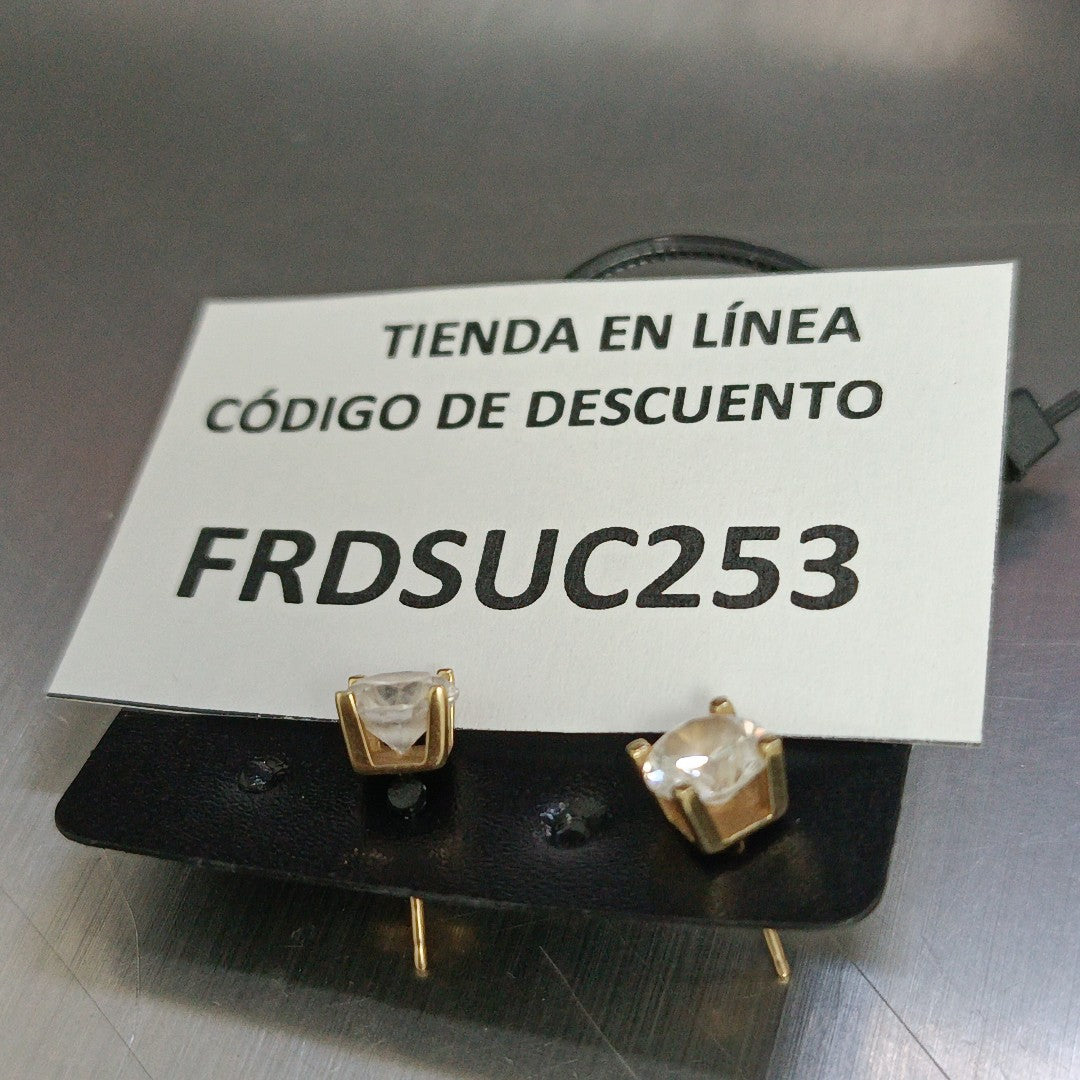 TIENDA EN LÍNEA
CÓDIGO DE DESCUENTO
FRDSUC253